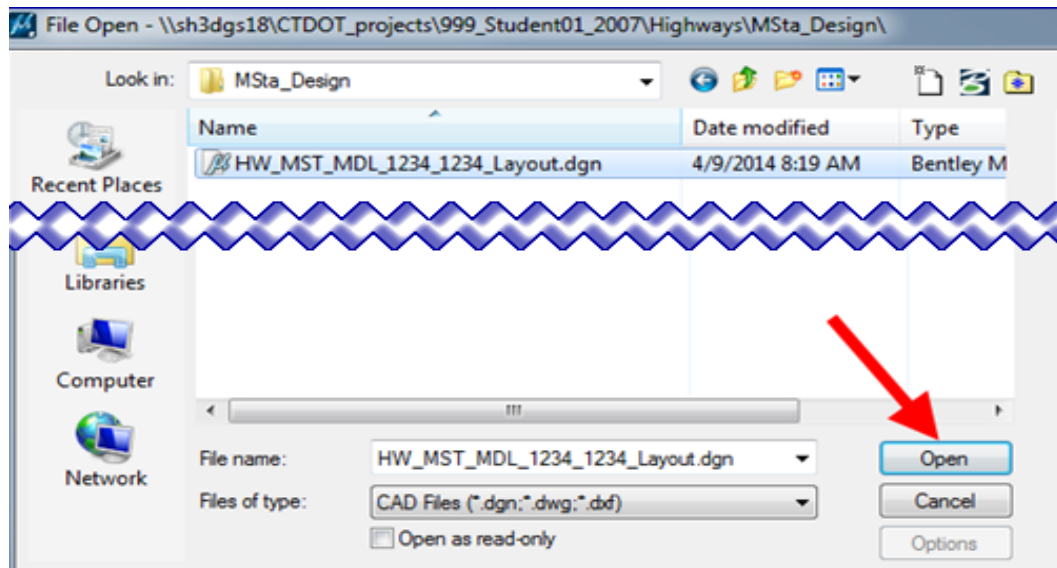 File Open - \\sh3dgs18\CTDOT_projects\999_Student01_2007\Highways\MSta_Design\
Look in: MSta_Design
Name Date modified Type
HW_MST_MDL_1234_1234_Layout.dgn 4/9/2014 8:19 AM Bentley M
Recent Places
Libraries
Computer
Network
File name: HW_MST_MDL_1234_1234_Layout.dgn Open
Files of type: CAD Files (*.dgn;*.dwg;*.dxf) Cancel
Open as read-only Options